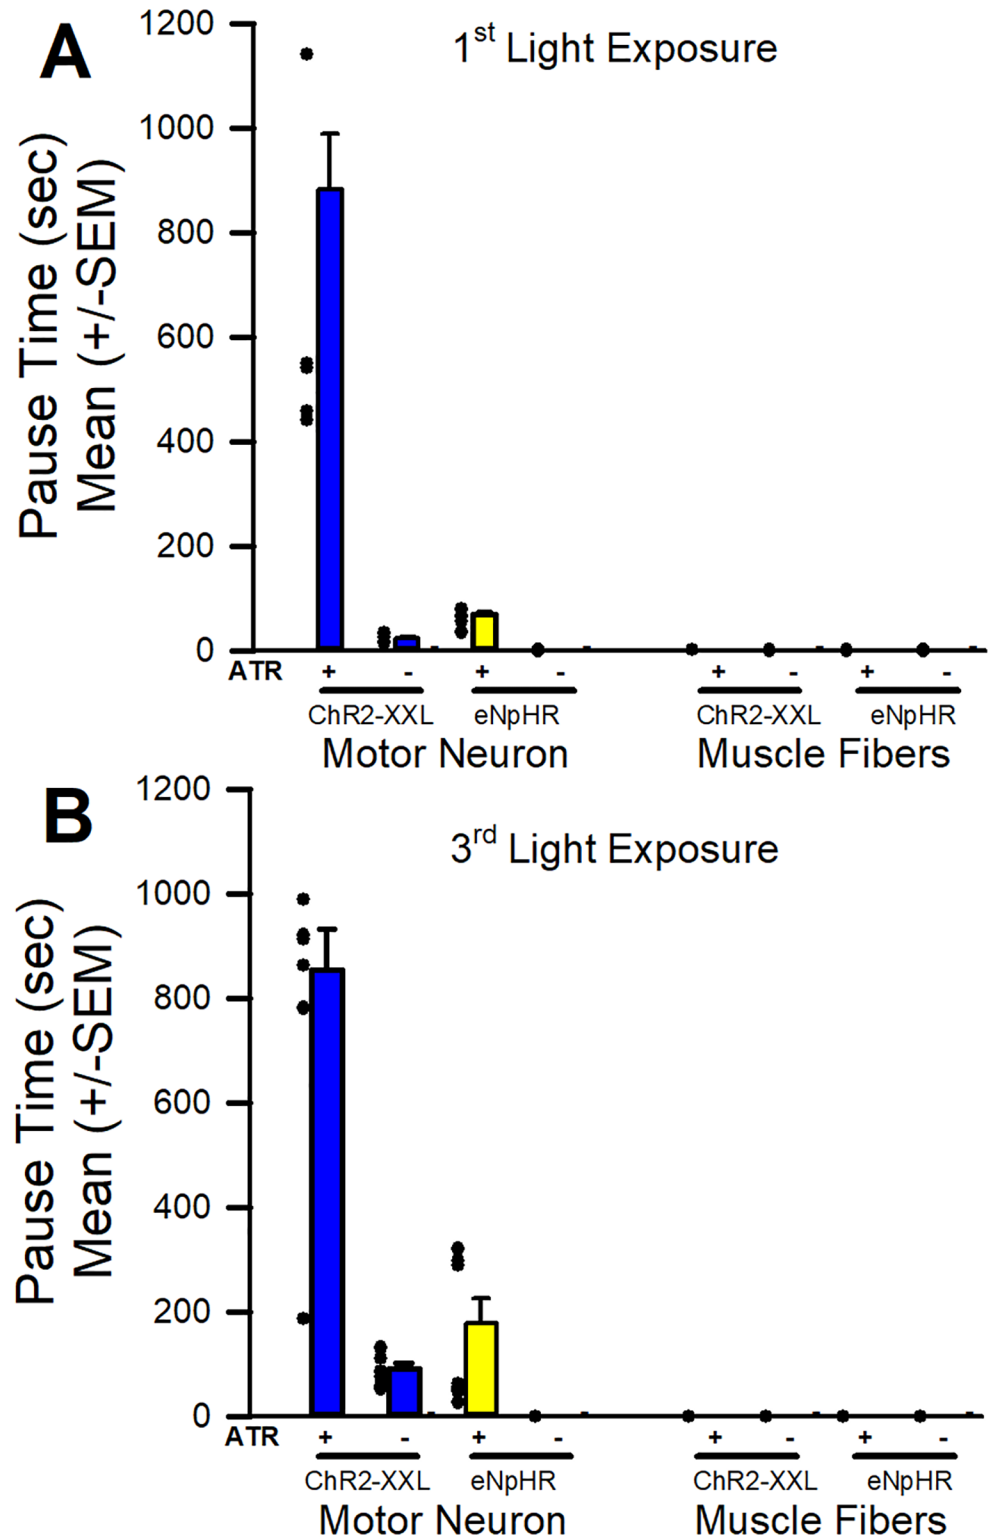 A
1st Light Exposure
Pause Time (sec)
Mean (+/-SEM)
1200
1000
800
600
400
200
0
ATR + - + - + - + -
ChR2-XXL eNpHR ChR2-XXL eNpHR
Motor Neuron Muscle Fibers
B
3rd Light Exposure
Pause Time (sec)
Mean (+/-SEM)
1200
1000
800
600
400
200
0
ATR + - + - + - + -
ChR2-XXL eNpHR ChR2-XXL eNpHR
Motor Neuron Muscle Fibers